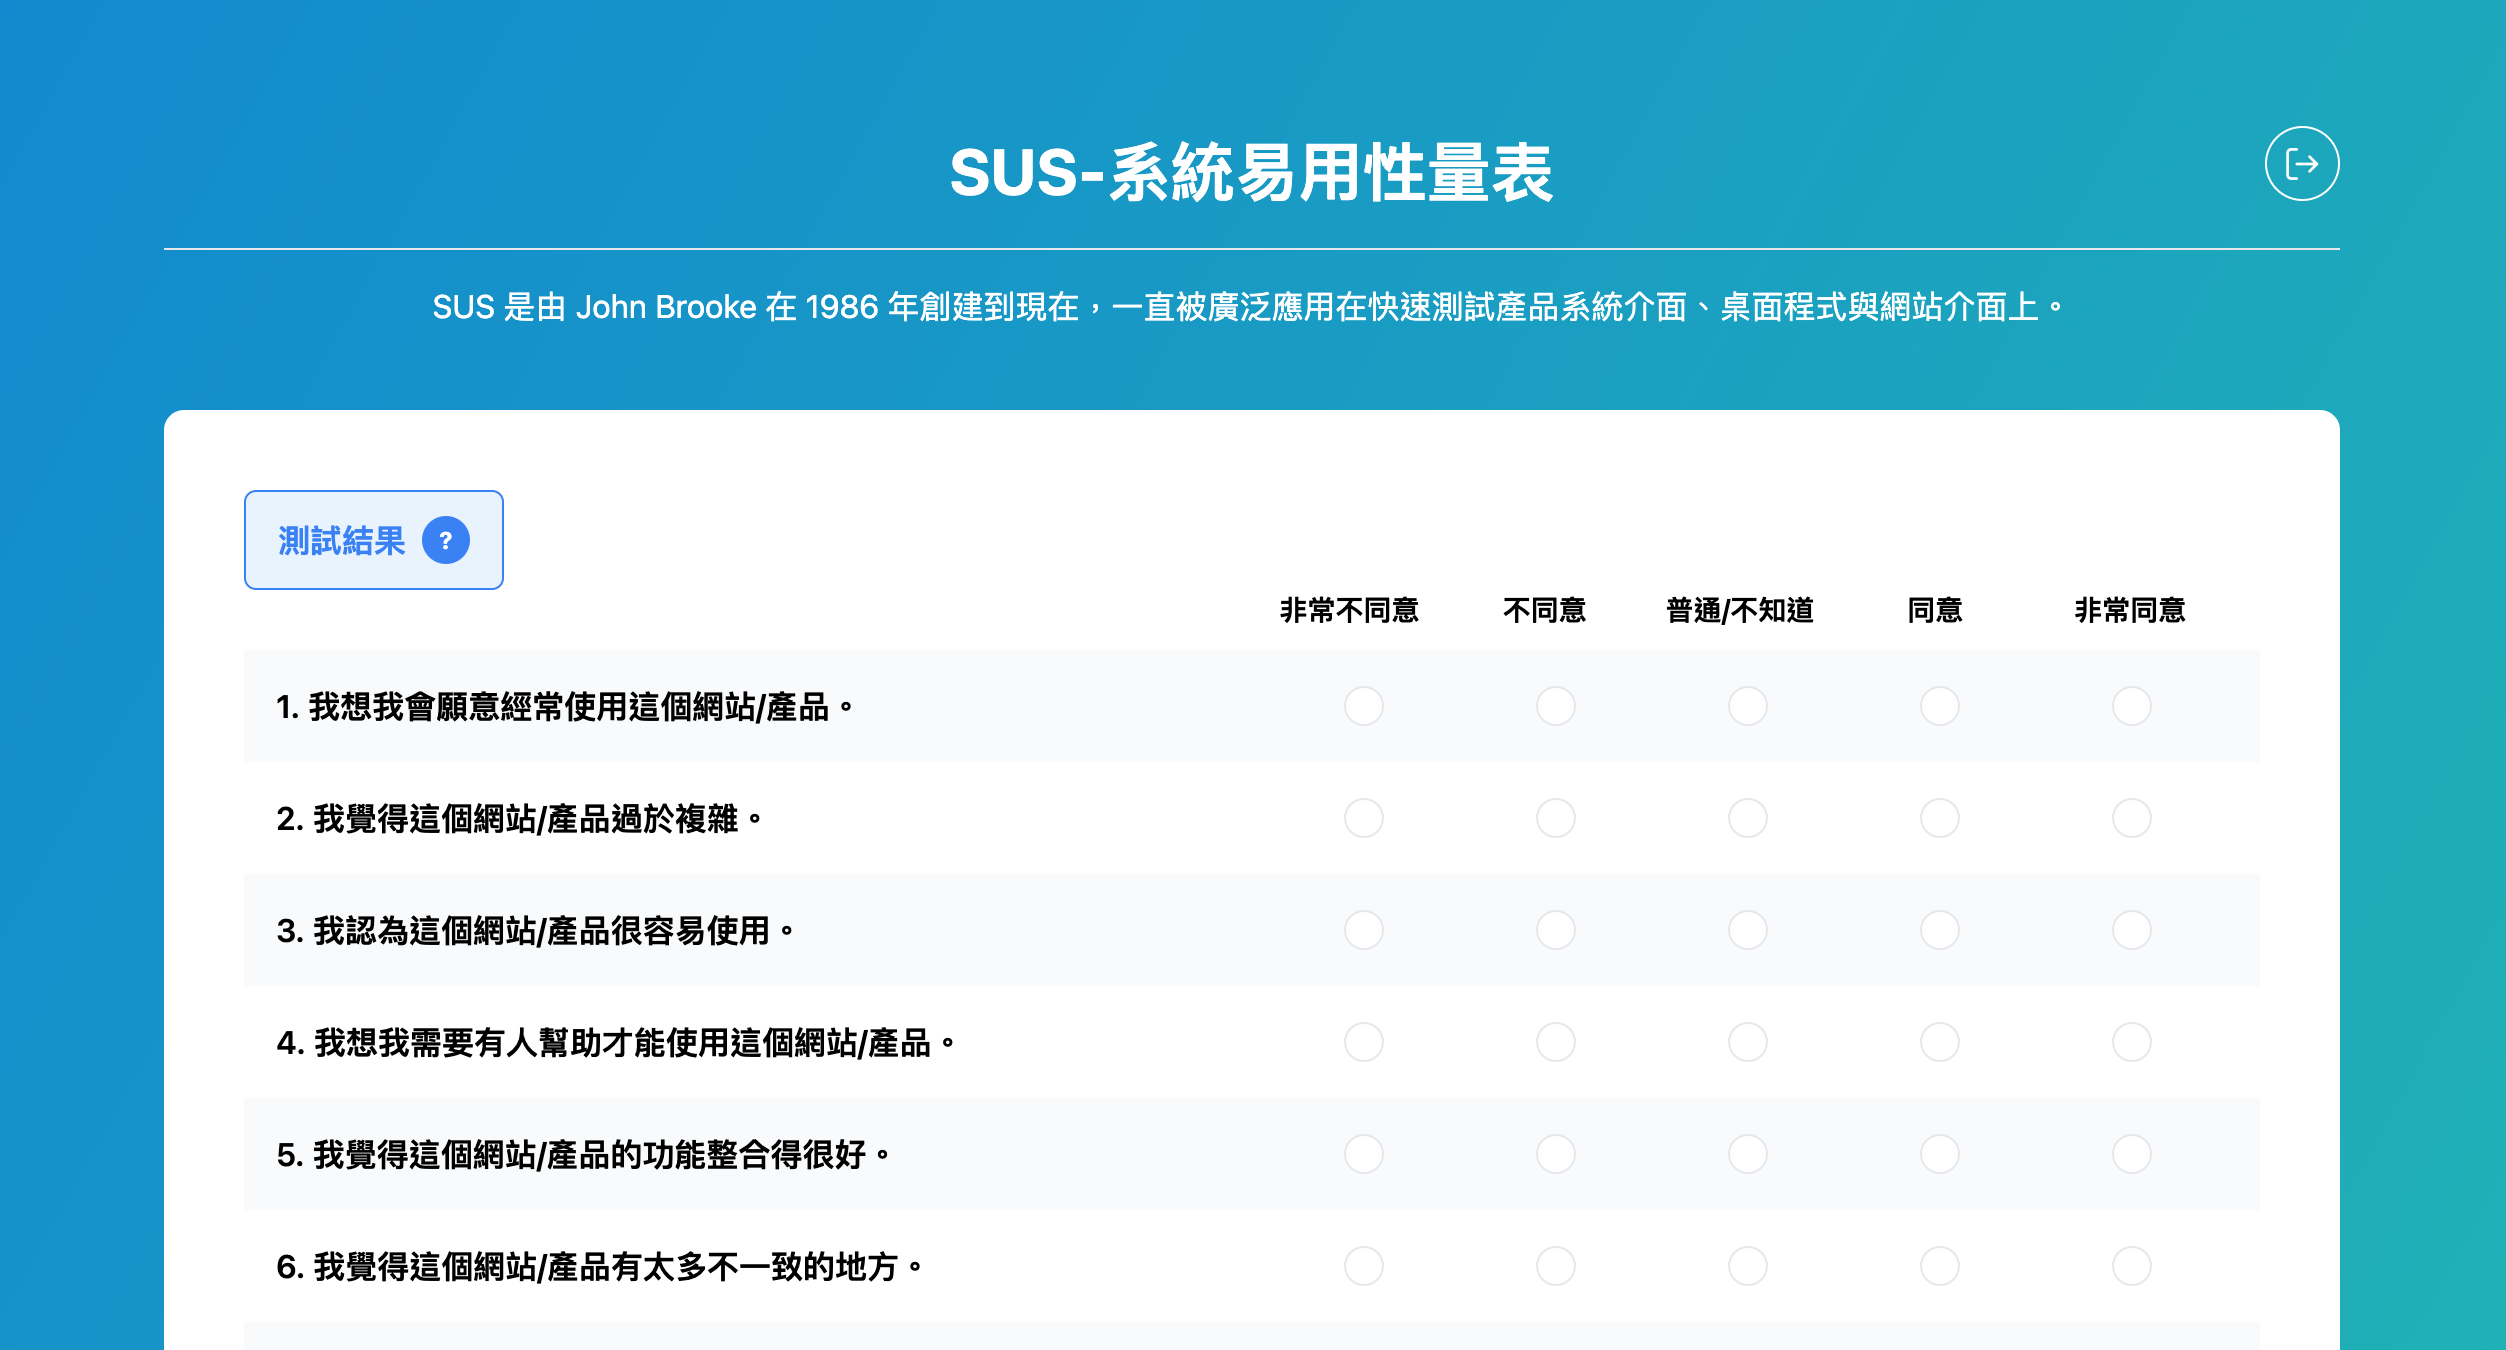 SUS-系統易用性量表
SUS 是由 John Brooke 在 1986 年創建到現在，一直被廣泛應用在快速測試產品系統介面、桌面程式與網站介面上。
測試結果 ?
非常不同意 不同意 普通/不知道 同意 非常同意
1. 我想我會願意經常使用這個網站/產品。
2. 我覺得這個網站/產品過於複雜。
3. 我認為這個網站/產品很容易使用。
4. 我想我需要有人幫助才能使用這個網站/產品。
5. 我覺得這個網站/產品的功能整合得很好。
6. 我覺得這個網站/產品有太多不一致的地方。